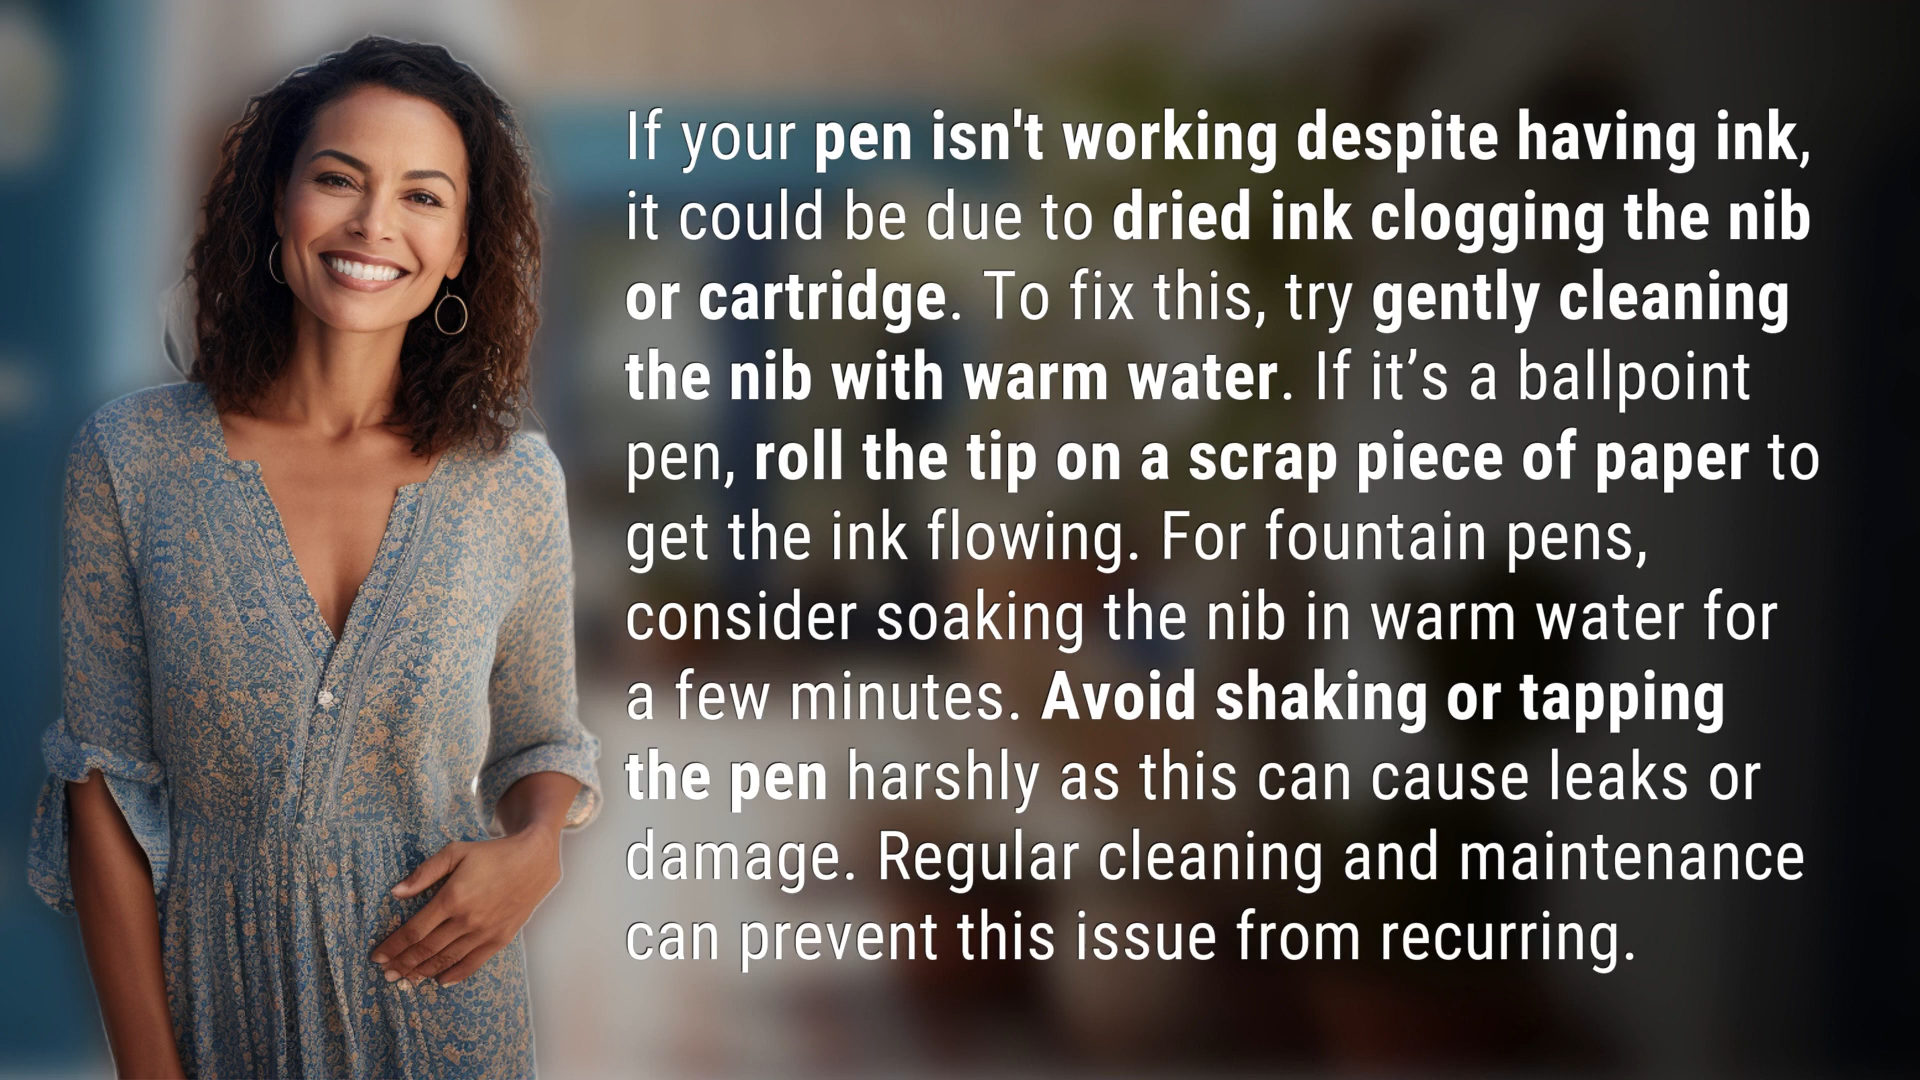 If your pen isn't working despite having ink,
it could be due to dried ink clogging the nib
or cartridge. To fix this, try gently cleaning
the nib with warm water. If it’s a ballpoint
pen, roll the tip on a scrap piece of paper to
get the ink flowing. For fountain pens,
consider soaking the nib in warm water for
a few minutes. Avoid shaking or tapping
the pen harshly as this can cause leaks or
damage. Regular cleaning and maintenance
can prevent this issue from recurring.